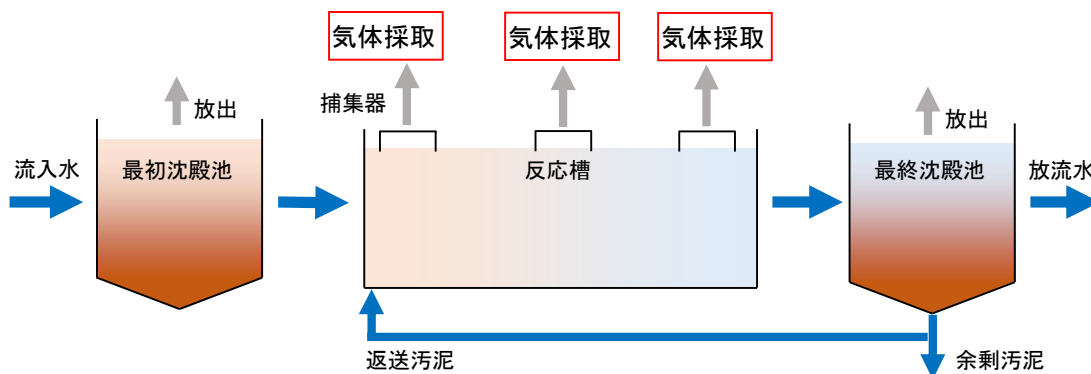 気体採取
気体採取
気体採取
放出
捕集器
放出
流入水
最初沈殿池
反応槽
最終沈殿池
放流水
返送汚泥
余剰汚泥